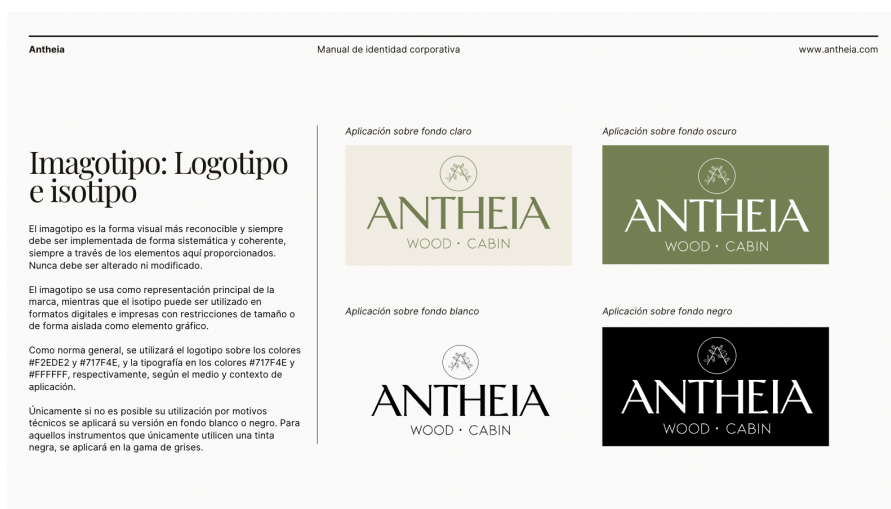 Antheia
Manual de identidad corporativa
www.antheia.com
Imagotipo: Logotipo
e isotipo
El imagotipo es la forma visual más reconocible y siempre
debe ser implementada de forma sistemática y coherente,
siempre a través de los elementos aquí proporcionados.
Nunca debe ser alterado ni modificado.
El imagotipo se usa como representación principal de la
marca, mientras que el isotipo puede ser utilizado en
formatos digitales e impresas con restricciones de tamaño o
de forma aislada como elemento gráfico.
Como norma general, se utilizará el logotipo sobre los colores
#F2EDE2 y #717F4E, y la tipografía en los colores #717F4E y
#FFFFFF, respectivamente, según el medio y contexto de
aplicación.
Únicamente si no es posible su utilización por motivos
técnicos se aplicará su versión en fondo blanco o negro. Para
aquellos instrumentos que únicamente utilicen una tinta
negra, se aplicará en la gama de grises.
Aplicación sobre fondo claro
ANTHEIA
WOOD · CABIN
Aplicación sobre fondo oscuro
ANTHEIA
WOOD · CABIN
Aplicación sobre fondo blanco
ANTHEIA
WOOD · CABIN
Aplicación sobre fondo negro
ANTHEIA
WOOD · CABIN